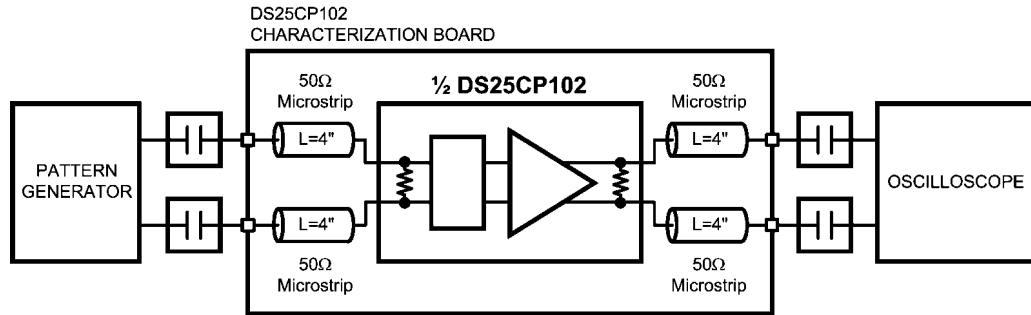 DS25CP102
CHARACTERIZATION BOARD
50Ω
Microstrip
½ DS25CP102
50Ω
Microstrip
L=4"
L=4"
PATTERN
GENERATOR
OSCILLOSCOPE
L=4"
L=4"
50Ω
Microstrip
50Ω
Microstrip